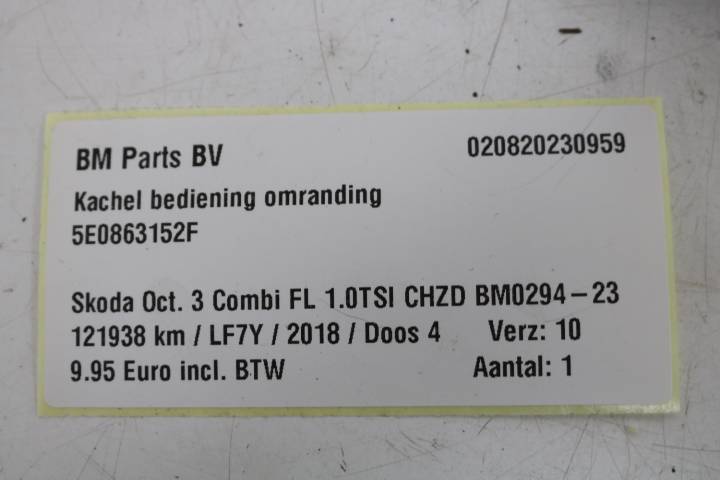 BM Parts BV 020820230959
Kachel bediening omranding
5E0863152F
Skoda Oct. 3 Combi FL 1.0TSI CHZD BM0294-23
121938 km / LF7Y / 2018 / Doos 4 Verz: 10
9.95 Euro incl. BTW Aantal: 1